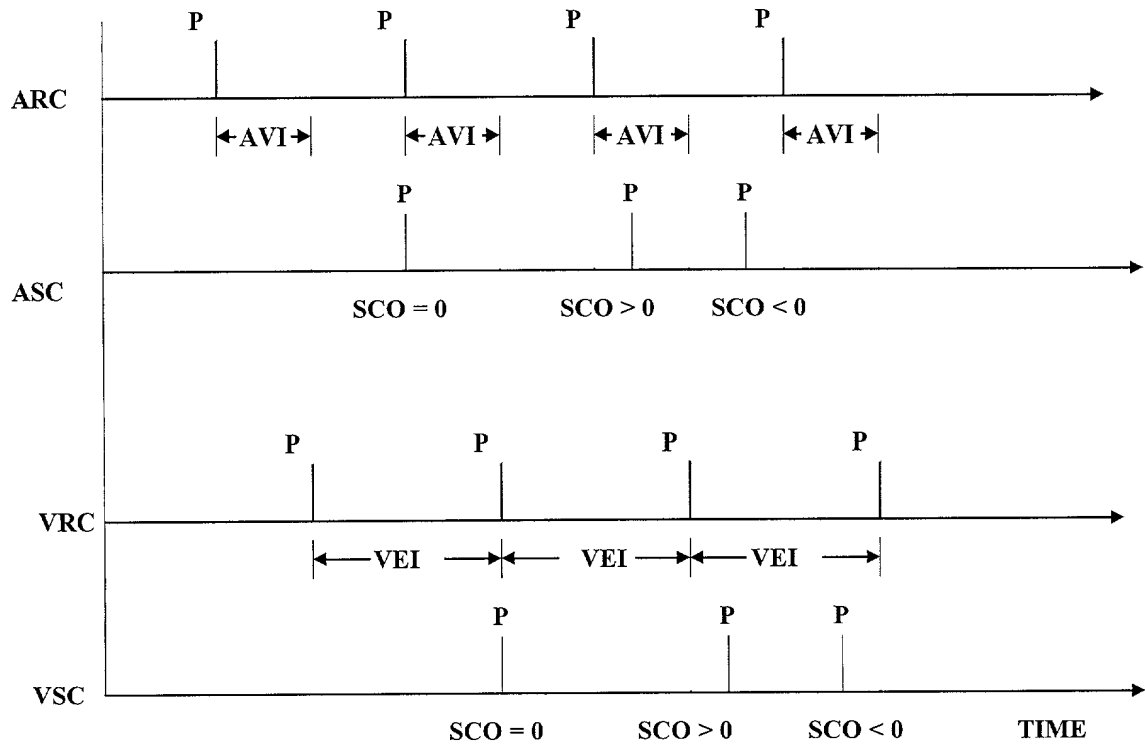 P P P P
ARC
AVI AVI AVI AVI
P P P
ASC
SCO = 0 SCO > 0 SCO < 0
P P P P
VRC
VEI VEI VEI
P P P
VSC
SCO = 0 SCO > 0 SCO < 0 TIME